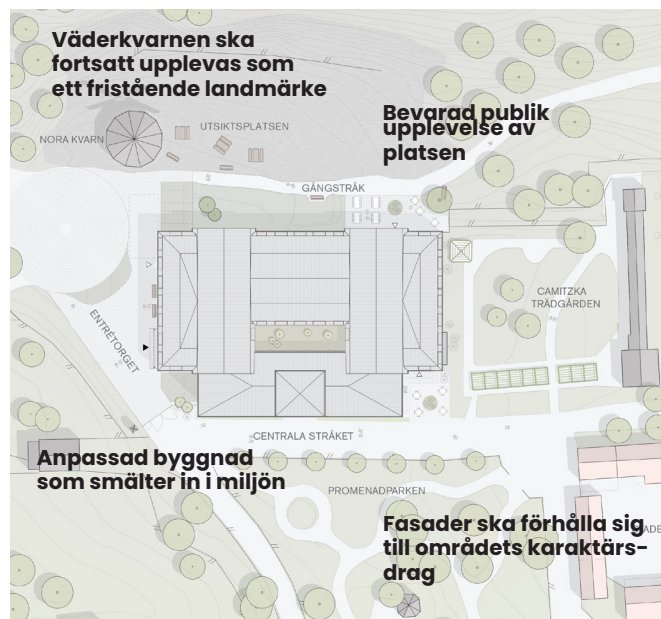 Väderkvarnen ska
fortsatt upplevas som
ett fristående landmärke
Bevarad publik
upplevelse av
platsen
NORA KVARN
UTSIKTSPLATSEN
GÅNGSTRÅK
CAMITZKA
TRÄDGÅRDEN
ENTRÉTORGET
CENTRALA STRÅKET
Anpassad byggnad
som smälter in i miljön
PROMENADPARKEN
Fasader ska förhålla sig
till områdets karaktärs-
drag